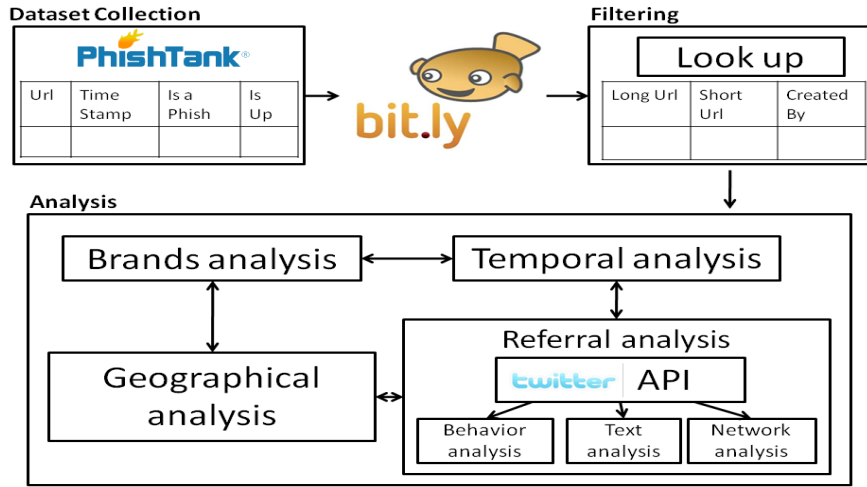 Dataset Collection
PhishTank®
Url
Time
Stamp
Is a
Phish
Is
Up
bit.ly
Filtering
Look up
Long Url
Short
Url
Created
By
Analysis
Brands analysis
Temporal analysis
Geographical
analysis
Referral analysis
twitter API
Behavior
analysis
Text
analysis
Network
analysis